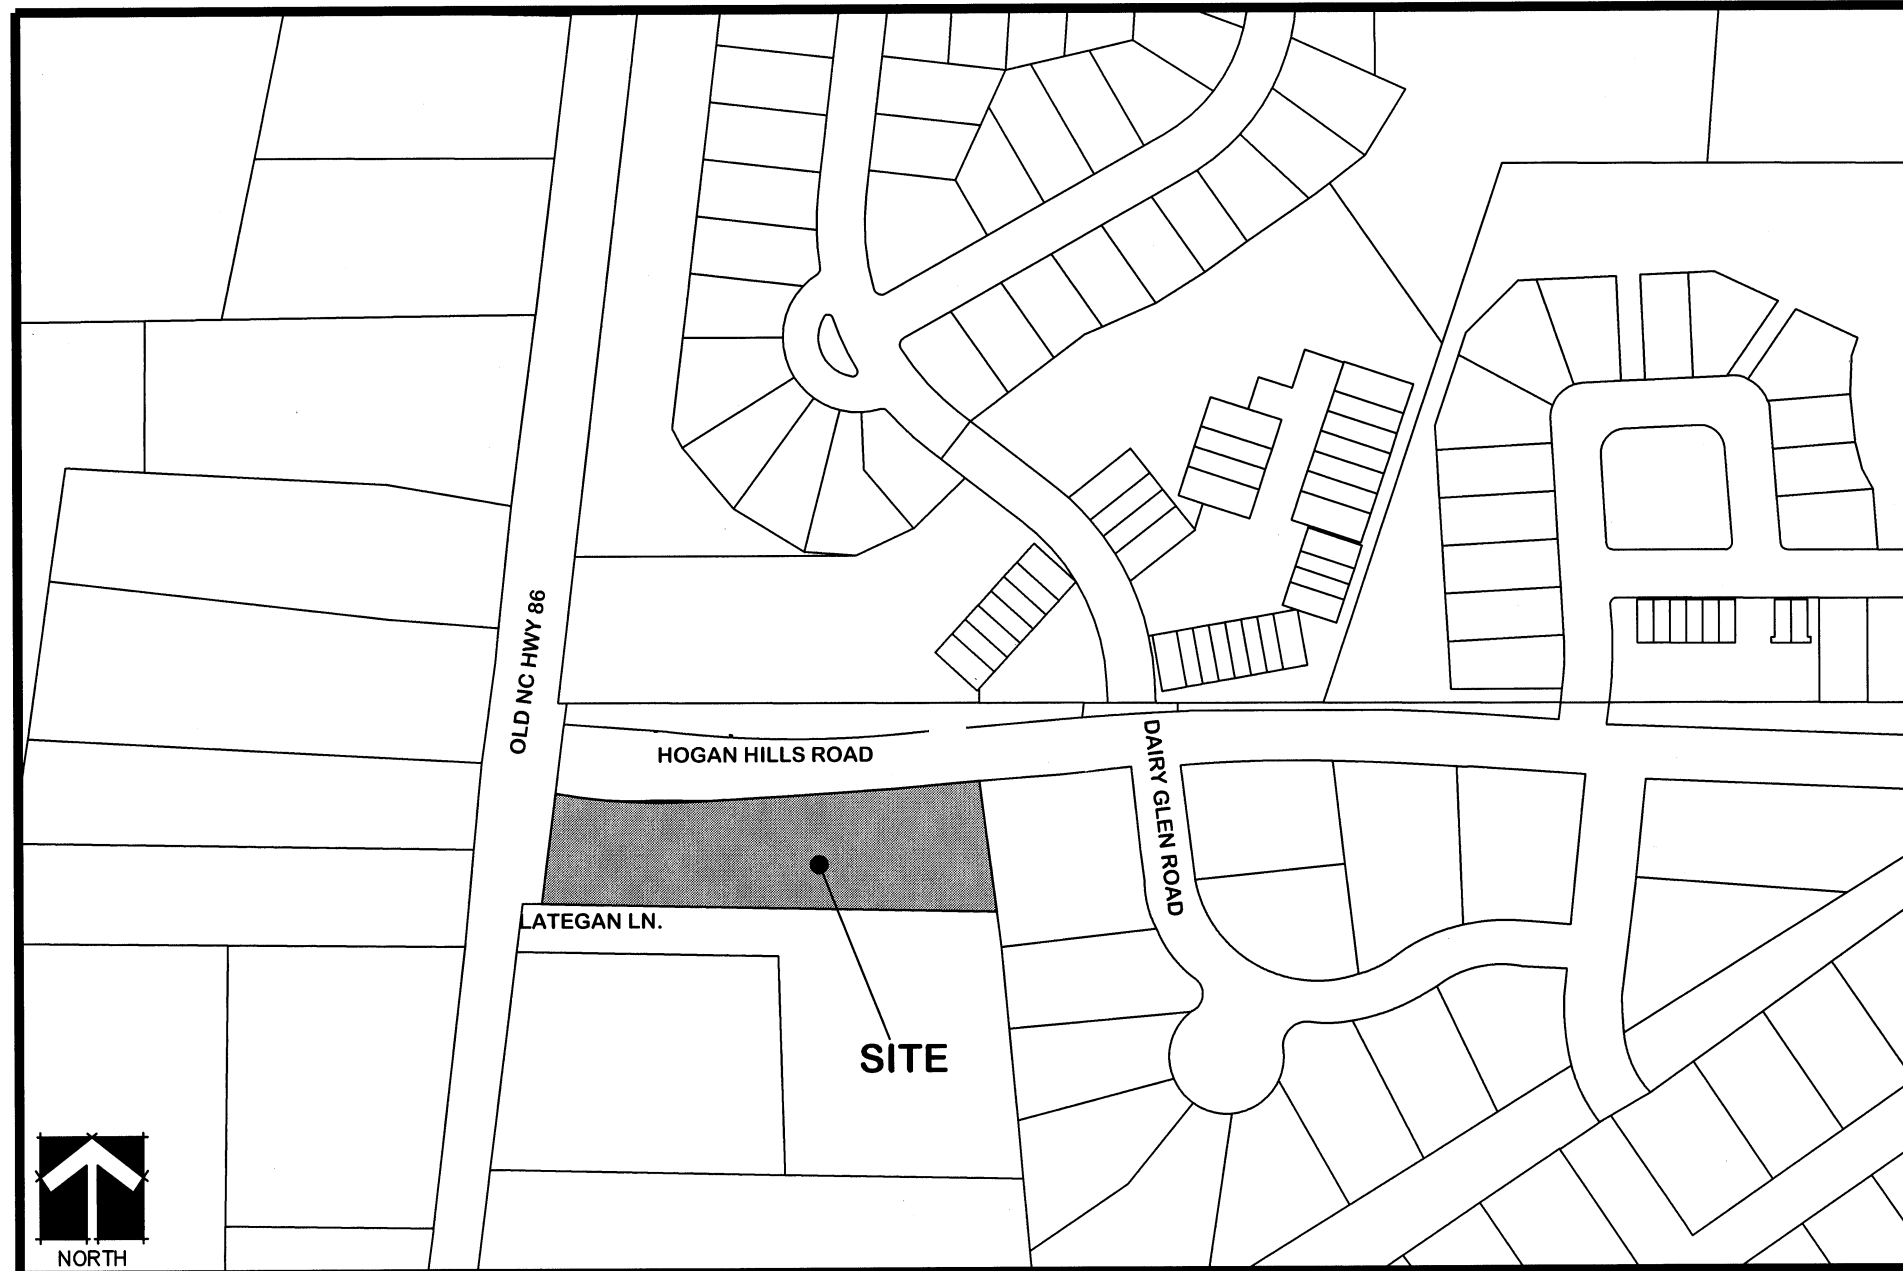 OLD NC HWY 86
HOGAN HILLS ROAD
DAIRY GLEN ROAD
LATEGAN LN.
SITE
NORTH